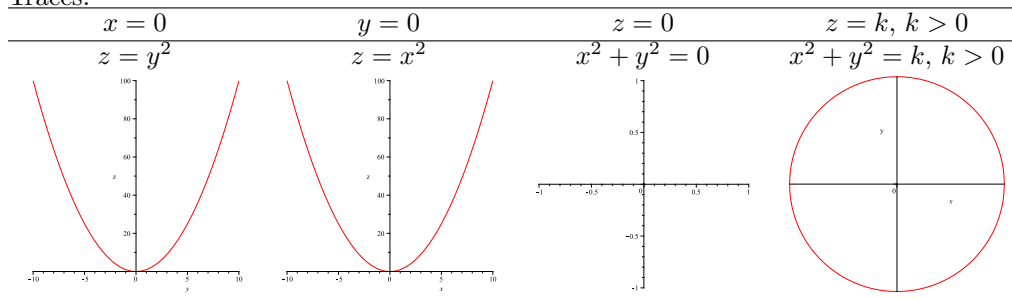 Traces:
x = 0 y = 0 z = 0 z = k, k > 0
z = y² z = x² x² + y² = 0 x² + y² = k, k > 0
100
80
z
60
40
20
-10 -5 0 5 10
y
100
80
z
60
40
20
-10 -5 0 5 10
x
1
0.5
-1 -0.5 0 0.5 1
-0.5
-1
y
0
x